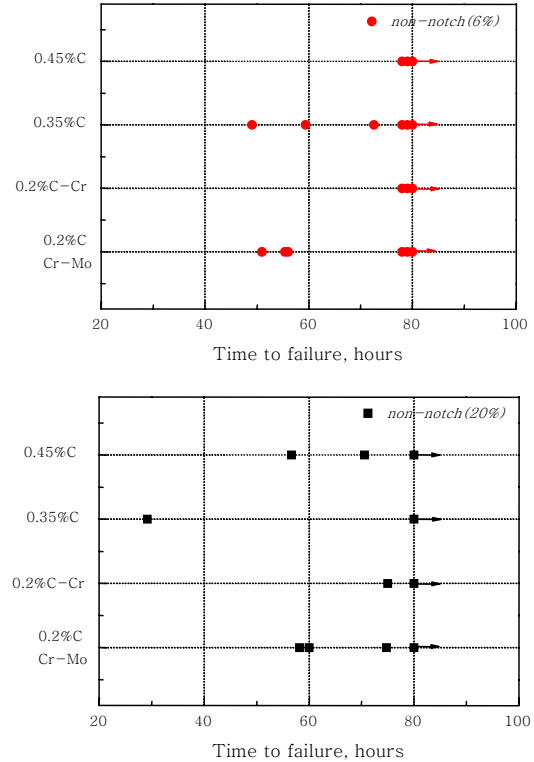 non-notch(6%)
0.45%C
0.35%C
0.2%C-Cr
0.2%C
Cr-Mo
20 40 60 80 100
Time to failure, hours
non-notch(20%)
0.45%C
0.35%C
0.2%C-Cr
0.2%C
Cr-Mo
20 40 60 80 100
Time to failure, hours